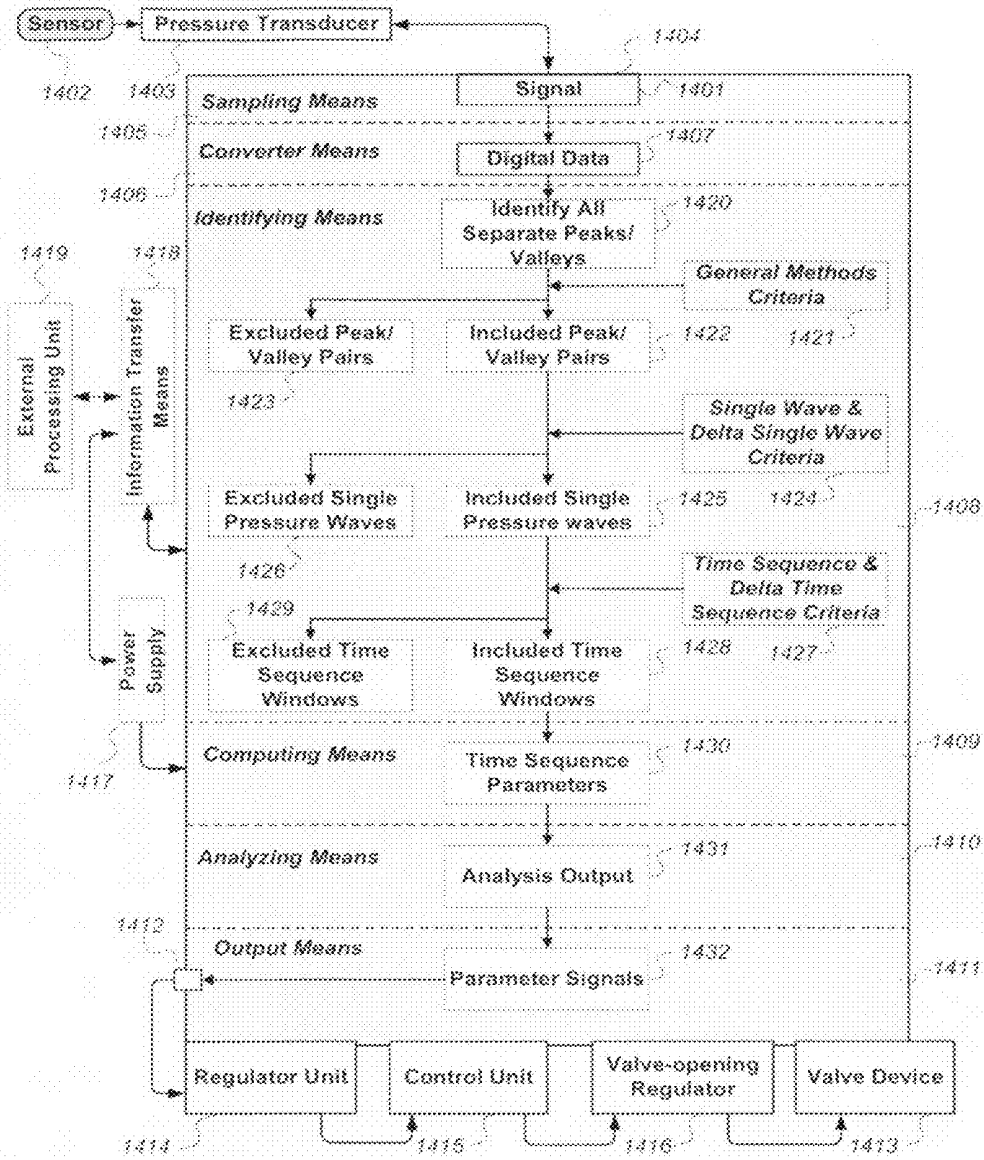 Sensor
Pressure Transducer
1404
1402
1403
Signal
1401
Sampling Means
1405
Converter Means
Digital Data
1407
1406
Identifying Means
Identify All
Separate Peaks/
Valleys
1420
1419
1418
General Methods
Criteria
1421
Excluded Peak/
Valley Pairs
1423
Included Peak/
Valley Pairs
1422
External
Processing Unit
Information Transfer
Means
Single Wave &
Delta Single Wave
Criteria
1424
Excluded Single
Pressure Waves
1426
Included Single
Pressure waves
1425
1408
Time Sequence &
Delta Time
Sequence Criteria
1427
1429
Excluded Time
Sequence
Windows
Included Time
Sequence
Windows
1428
Power
Supply
1417
Computing Means
Time Sequence
Parameters
1430
1409
Analyzing Means
Analysis Output
1431
1410
1412
Output Means
Parameter Signals
1432
1411
Regulator Unit
Control Unit
Valve-opening
Regulator
Valve Device
1414
1415
1416
1413